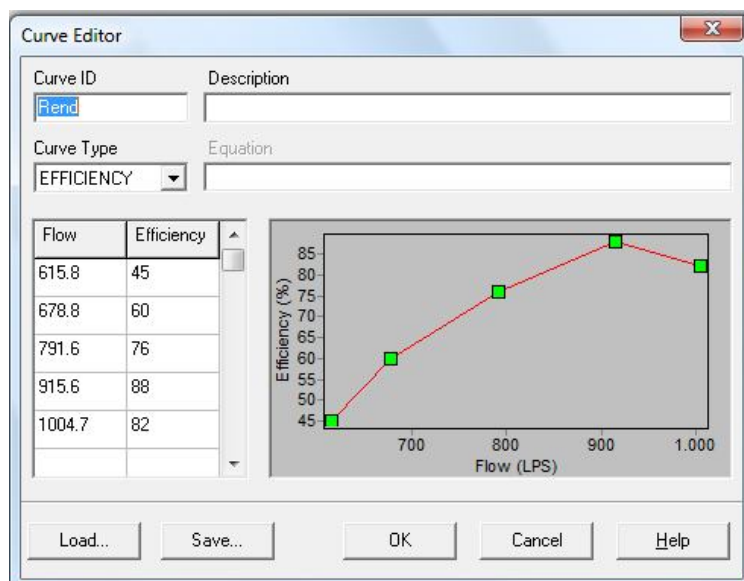 Curve Editor
Curve ID Description
Rend
Curve Type Equation
EFFICIENCY
Flow Efficiency
615.8 45
678.8 60
791.6 76
915.6 88
1004.7 82
Efficiency (%)
85
80
75
70
65
60
55
50
45
700 800 900 1.000
Flow (LPS)
Load... Save... OK Cancel Help